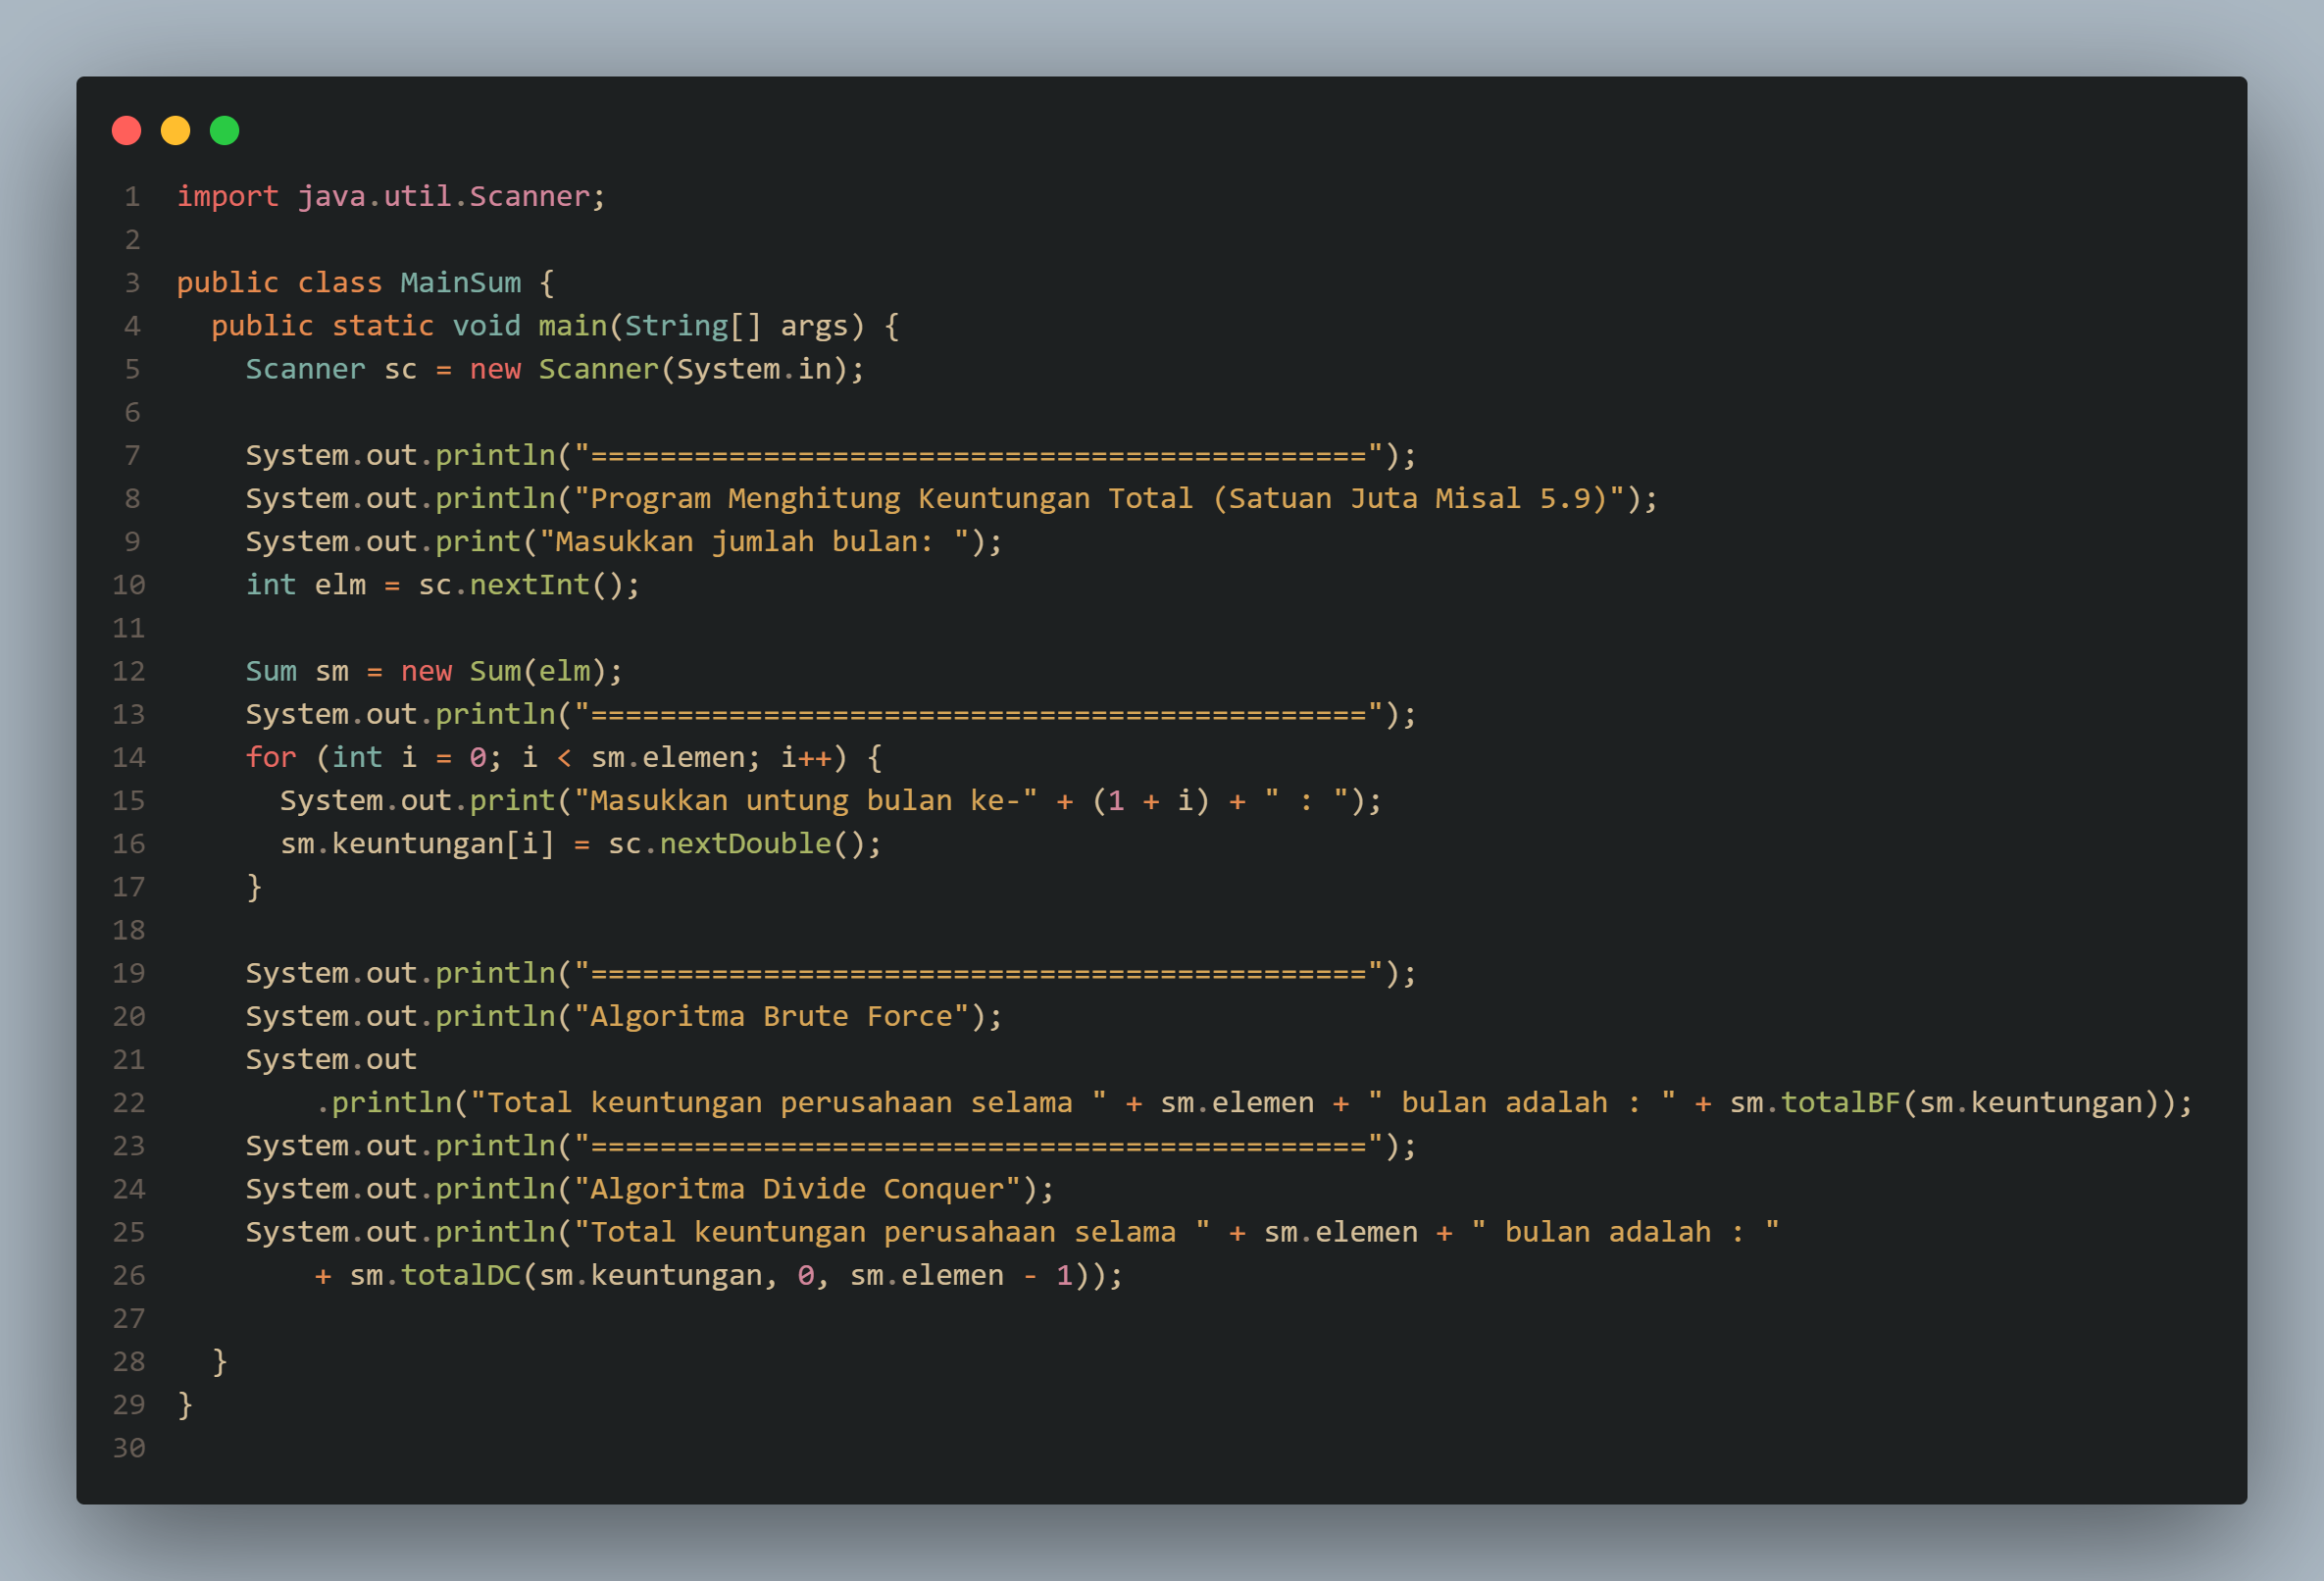 1 import java.util.Scanner;
2
3 public class MainSum {
4   public static void main(String[] args) {
5     Scanner sc = new Scanner(System.in);
6
7     System.out.println("=============================================");
8     System.out.println("Program Menghitung Keuntungan Total (Satuan Juta Misal 5.9)");
9     System.out.print("Masukkan jumlah bulan: ");
10     int elm = sc.nextInt();
11
12     Sum sm = new Sum(elm);
13     System.out.println("=============================================");
14     for (int i = 0; i < sm.elemen; i++) {
15       System.out.print("Masukkan untung bulan ke-" + (1 + i) + " : ");
16       sm.keuntungan[i] = sc.nextDouble();
17     }
18
19     System.out.println("=============================================");
20     System.out.println("Algoritma Brute Force");
21     System.out
22         .println("Total keuntungan perusahaan selama " + sm.elemen + " bulan adalah : " + sm.totalBF(sm.keuntungan));
23     System.out.println("=============================================");
24     System.out.println("Algoritma Divide Conquer");
25     System.out.println("Total keuntungan perusahaan selama " + sm.elemen + " bulan adalah : "
26         + sm.totalDC(sm.keuntungan, 0, sm.elemen - 1));
27
28   }
29 }
30